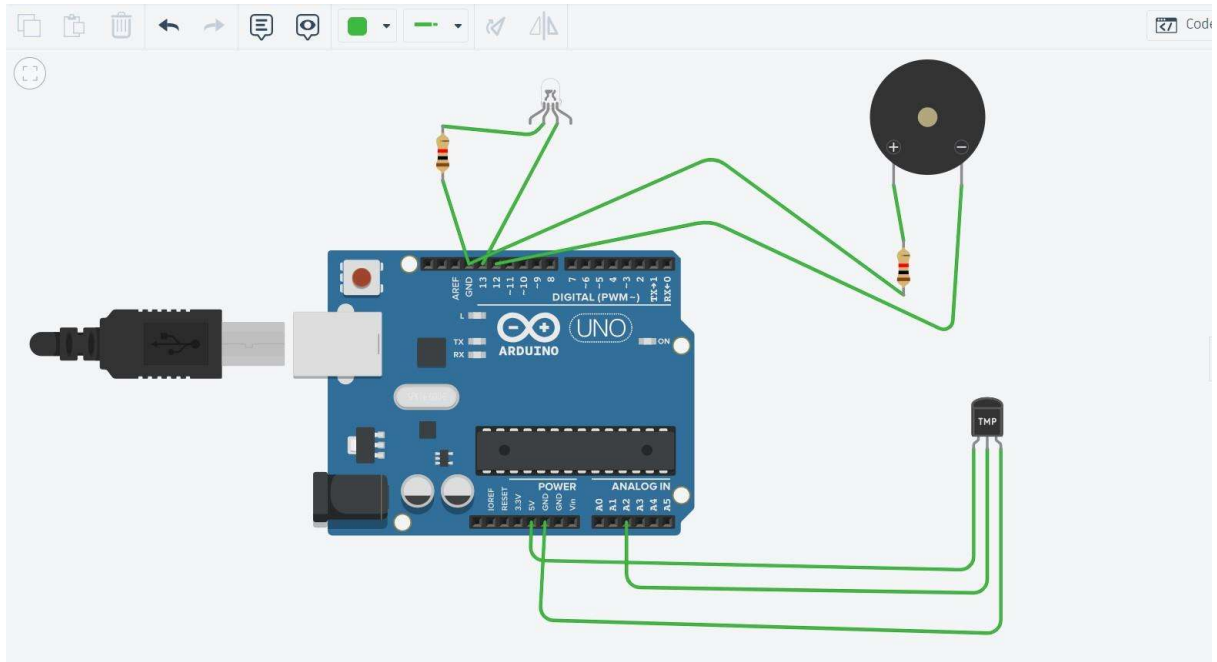 Code
AREF
GND
13
12
~11
~10
~9
8
7
~6
~5
4
~3
2
TX→1
RX←0
DIGITAL (PWM~)
L
TX
RX
ARDUINO
UNO
ON
TMP
POWER
ANALOG IN
IOREF
RESET
3.3V
5V
GND
GND
Vin
A0
A1
A2
A3
A4
A5